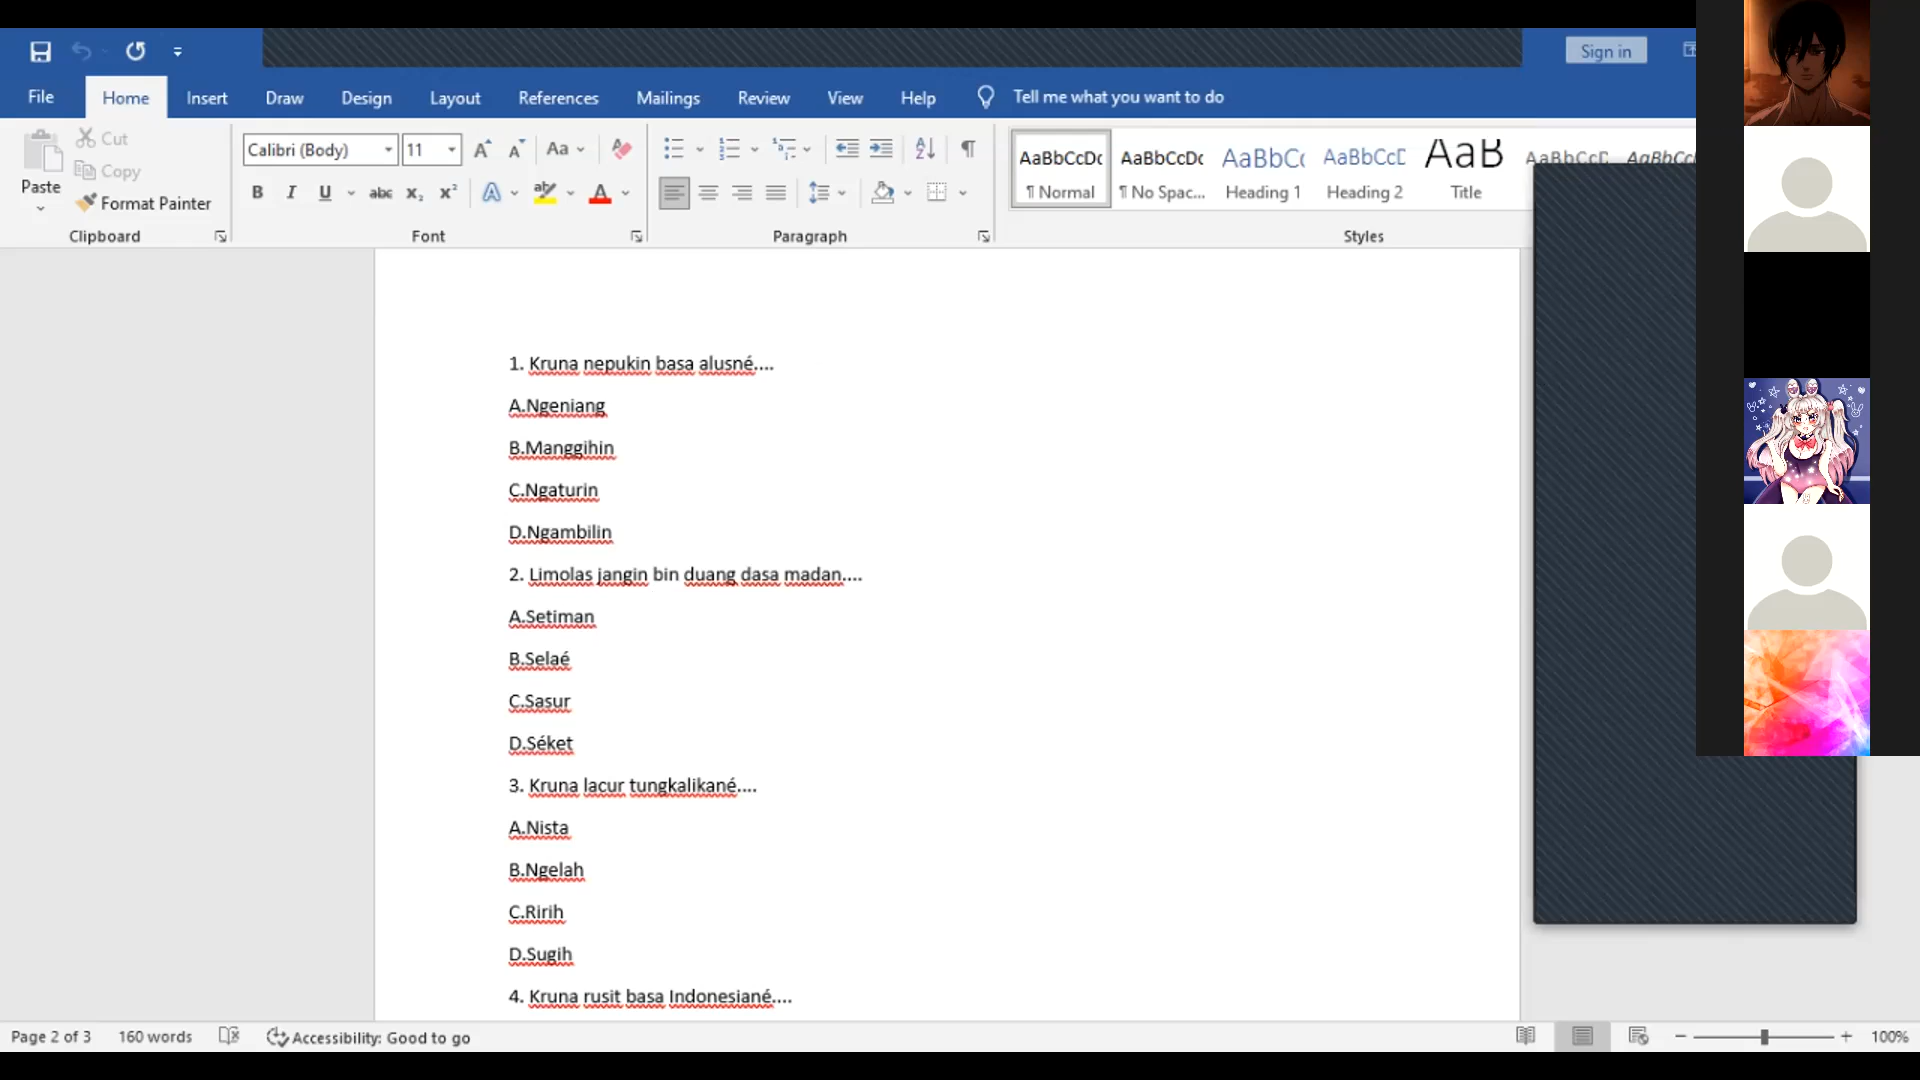 Sign in
File Home Insert Draw Design Layout References Mailings Review View Help Tell me what you want to do
Paste
Cut
Copy
Format Painter
Clipboard
Calibri (Body) 11
Font
Paragraph
AaBbCcDc AaBbCcDc AaBbCc AaBbCcD AaB AaBbCcD AaBbCc
¶ Normal ¶ No Spac... Heading 1 Heading 2 Title
Styles
1. Kruna nepukin basa alusné....
A.Ngeniang
B.Manggihin
C.Ngaturin
D.Ngambilin
2. Limolas jangin bin duang dasa madan....
A.Setiman
B.Selaé
C.Sasur
D.Séket
3. Kruna lacur tungkalikané....
A.Nista
B.Ngelah
C.Ririh
D.Sugih
4. Kruna rusit basa Indonesiané....
Page 2 of 3 160 words Accessibility: Good to go 100%